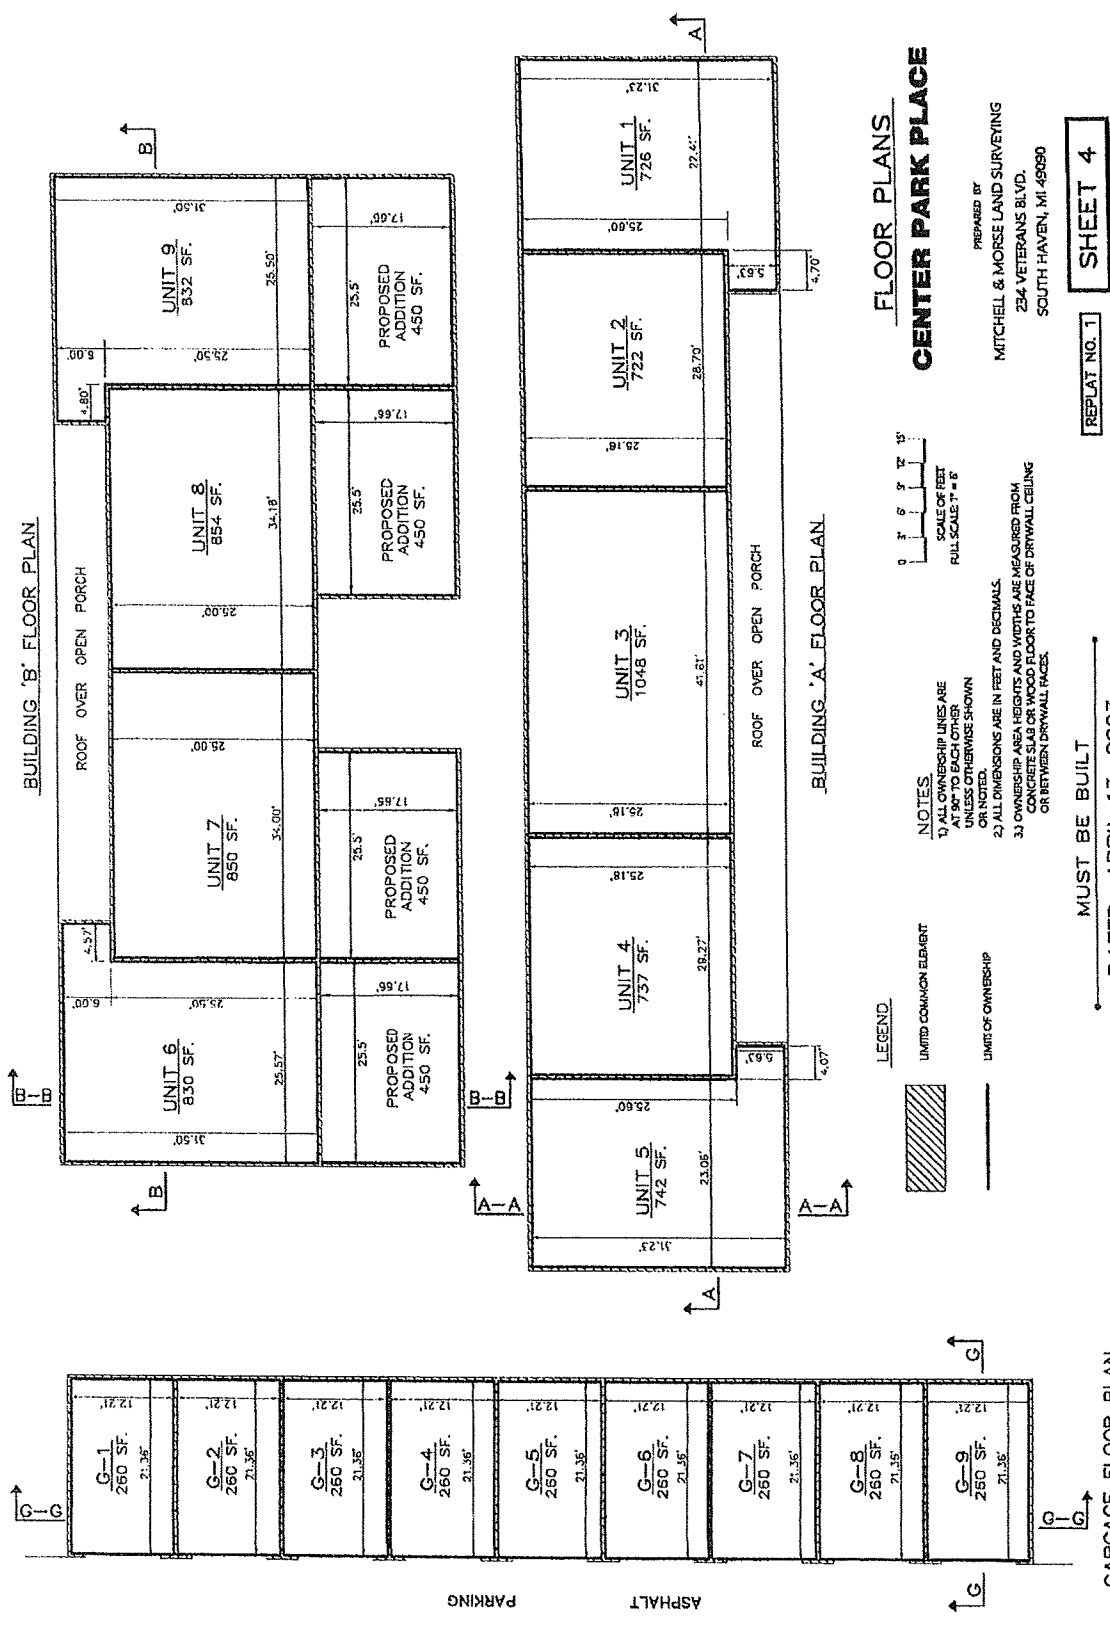 BUILDING 'B' FLOOR PLAN
ROOF OVER OPEN PORCH
B-B
B-B
B
B
UNIT 6
830 SF.
31.50'
25.50'
6.00'
25.57'
4.57'
UNIT 7
850 SF.
25.00'
34.00'
UNIT 8
854 SF.
25.00'
34.18'
4.80'
UNIT 9
832 SF.
31.50'
25.50'
6.00'
25.50'
PROPOSED
ADDITION
450 SF.
25.5'
17.66'
PROPOSED
ADDITION
450 SF.
25.5'
17.66'
PROPOSED
ADDITION
450 SF.
25.5'
17.66'
PROPOSED
ADDITION
450 SF.
25.5'
17.66'
A-A
A-A
A
A
UNIT 5
742 SF.
31.23'
25.60'
23.06'
5.63'
4.07'
UNIT 4
737 SF.
25.18'
29.27'
UNIT 3
1048 SF.
25.18'
41.61'
UNIT 2
722 SF.
25.18'
28.70'
UNIT 1
726 SF.
31.23'
25.60'
22.41'
5.63'
4.70'
ROOF OVER OPEN PORCH
BUILDING 'A' FLOOR PLAN
G-G
G-G
G
G
G-1
260 SF.
21.36'
12.21'
G-2
260 SF.
21.36'
12.21'
G-3
260 SF.
21.36'
12.21'
G-4
260 SF.
21.36'
12.21'
G-5
260 SF.
21.36'
12.21'
G-6
260 SF.
21.36'
12.21'
G-7
260 SF.
21.36'
12.21'
G-8
260 SF.
21.36'
12.21'
G-9
260 SF.
21.36'
12.21'
ASPHALT
PARKING
LEGEND
LIMITED COMMON ELEMENT
LIMITS OF OWNERSHIP
NOTES
1.) ALL OWNERSHIP LINES ARE
AT 90° TO EACH OTHER
UNLESS OTHERWISE SHOWN
OR NOTED.
2.) ALL DIMENSIONS ARE IN FEET AND DECIMALS.
3.) OWNERSHIP AREA HEIGHTS AND WIDTHS ARE MEASURED FROM
CONCRETE SLAB OR WOOD FLOOR TO FACE OF DRYWALL CEILING
OR BETWEEN DRYWALL FACES.
0 3' 6' 9' 12' 15'
SCALE OF FEET
FULL SCALE: 1" = 6'
FLOOR PLANS
CENTER PARK PLACE
PREPARED BY
MITCHELL & MORSE LAND SURVEYING
234 VETERANS BLVD.
SOUTH HAVEN, MI 49090
REPLAT NO. 1
SHEET 4
MUST BE BUILT